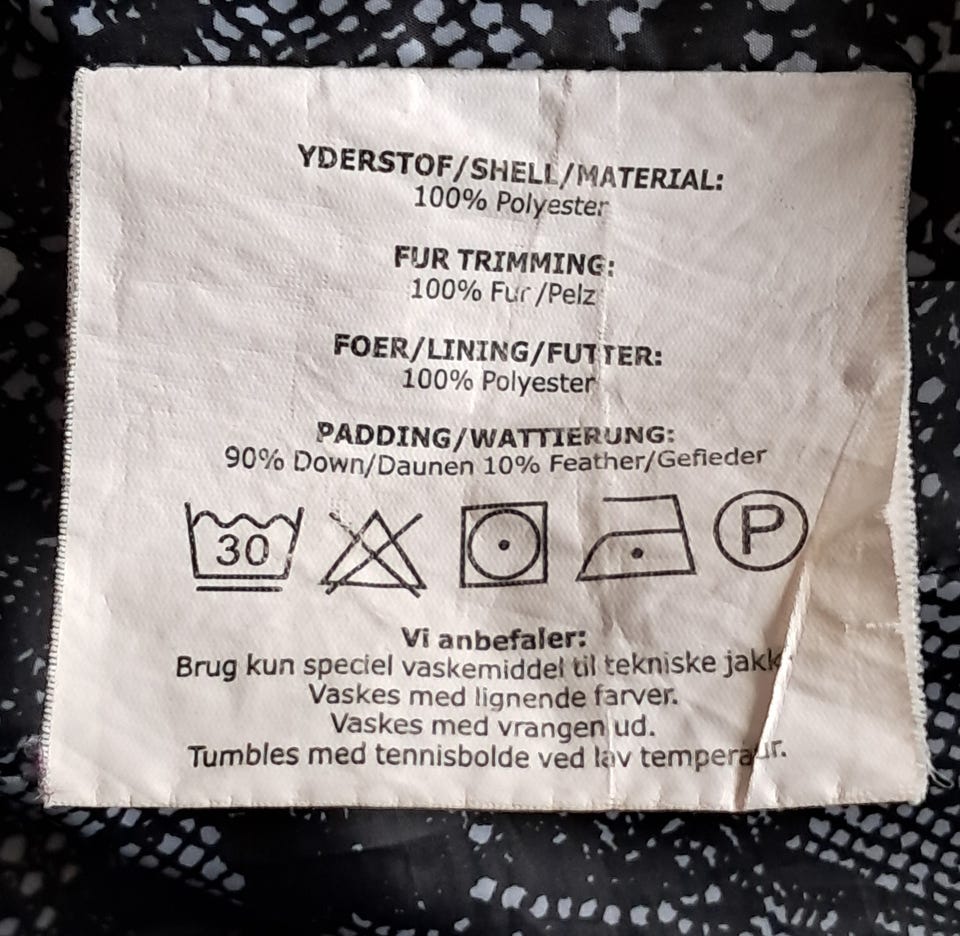 YDERSTOF/SHELL/MATERIAL:
100% Polyester
FUR TRIMMING:
100% Fur/Pelz
FOER/LINING/FUTTER:
100% Polyester
PADDING/WATTIERUNG:
90% Down/Daunen 10% Feather/Gefieder
30 P
Vi anbefaler:
Brug kun speciel vaskemiddel til tekniske
Vaskes med lignende farver.
Vaskes med vrangen ud.
Tumbles med tennisbolde ved lav